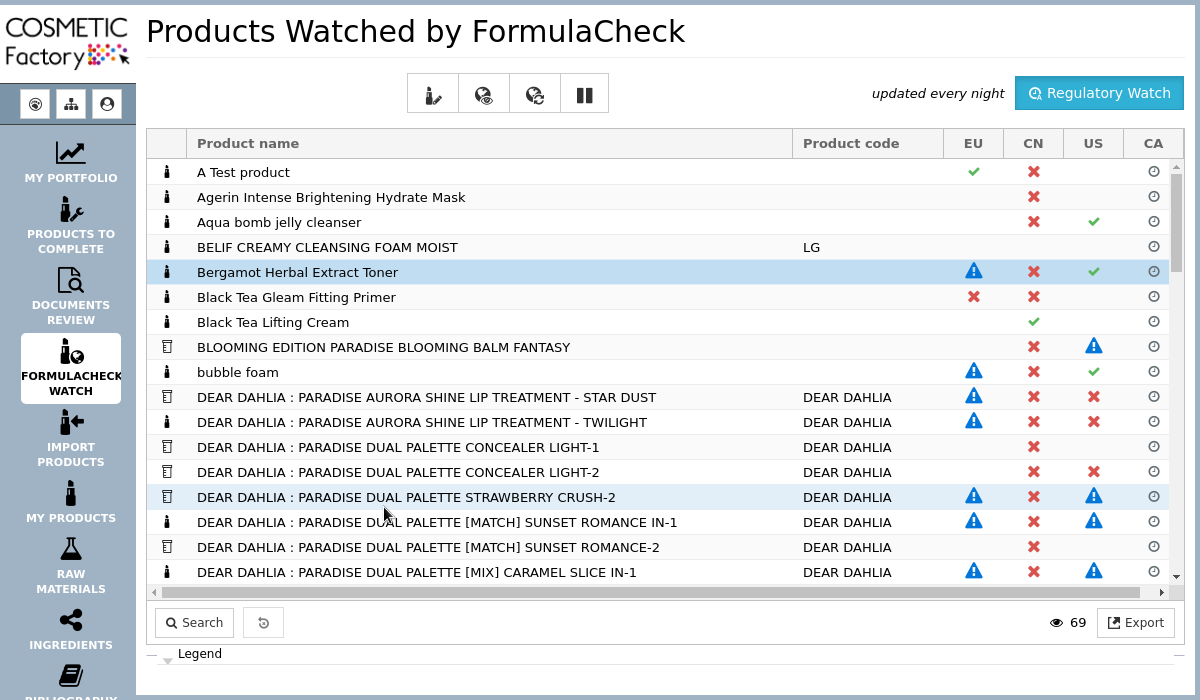 COSMETIC
Factory
Products Watched by FormulaCheck
updated every night
Regulatory Watch
MY PORTFOLIO
PRODUCTS TO
COMPLETE
DOCUMENTS
REVIEW
FORMULACHECK
WATCH
IMPORT
PRODUCTS
MY PRODUCTS
RAW
MATERIALS
INGREDIENTS
BIBLIOGRAPHY
Product name Product code EU CN US CA
A Test product
Agerin Intense Brightening Hydrate Mask
Aqua bomb jelly cleanser
BELIF CREAMY CLEANSING FOAM MOIST LG
Bergamot Herbal Extract Toner
Black Tea Gleam Fitting Primer
Black Tea Lifting Cream
BLOOMING EDITION PARADISE BLOOMING BALM FANTASY
bubble foam
DEAR DAHLIA : PARADISE AURORA SHINE LIP TREATMENT - STAR DUST DEAR DAHLIA
DEAR DAHLIA : PARADISE AURORA SHINE LIP TREATMENT - TWILIGHT DEAR DAHLIA
DEAR DAHLIA : PARADISE DUAL PALETTE CONCEALER LIGHT-1 DEAR DAHLIA
DEAR DAHLIA : PARADISE DUAL PALETTE CONCEALER LIGHT-2 DEAR DAHLIA
DEAR DAHLIA : PARADISE DUAL PALETTE STRAWBERRY CRUSH-2 DEAR DAHLIA
DEAR DAHLIA : PARADISE DUAL PALETTE [MATCH] SUNSET ROMANCE IN-1 DEAR DAHLIA
DEAR DAHLIA : PARADISE DUAL PALETTE [MATCH] SUNSET ROMANCE-2 DEAR DAHLIA
DEAR DAHLIA : PARADISE DUAL PALETTE [MIX] CARAMEL SLICE IN-1 DEAR DAHLIA
Search
69
Export
Legend